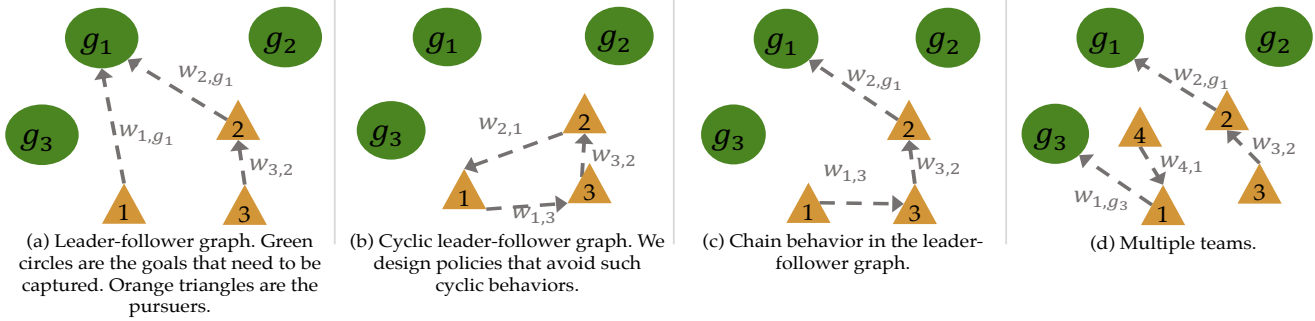 g1
g2
g3
w2,g1
w1,g1
2
w3,2
1
3
(a) Leader-follower graph. Green
circles are the goals that need to be
captured. Orange triangles are the
pursuers.
g1
g2
g3
w2,1
2
w3,2
1
3
w1,3
(b) Cyclic leader-follower graph. We
design policies that avoid such
cyclic behaviors.
g1
g2
g3
w2,g1
2
w3,2
w1,3
1
3
(c) Chain behavior in the leader-
follower graph.
g1
g2
g3
w2,g1
2
4
w3,2
w4,1
w1,g3
3
1
(d) Multiple teams.